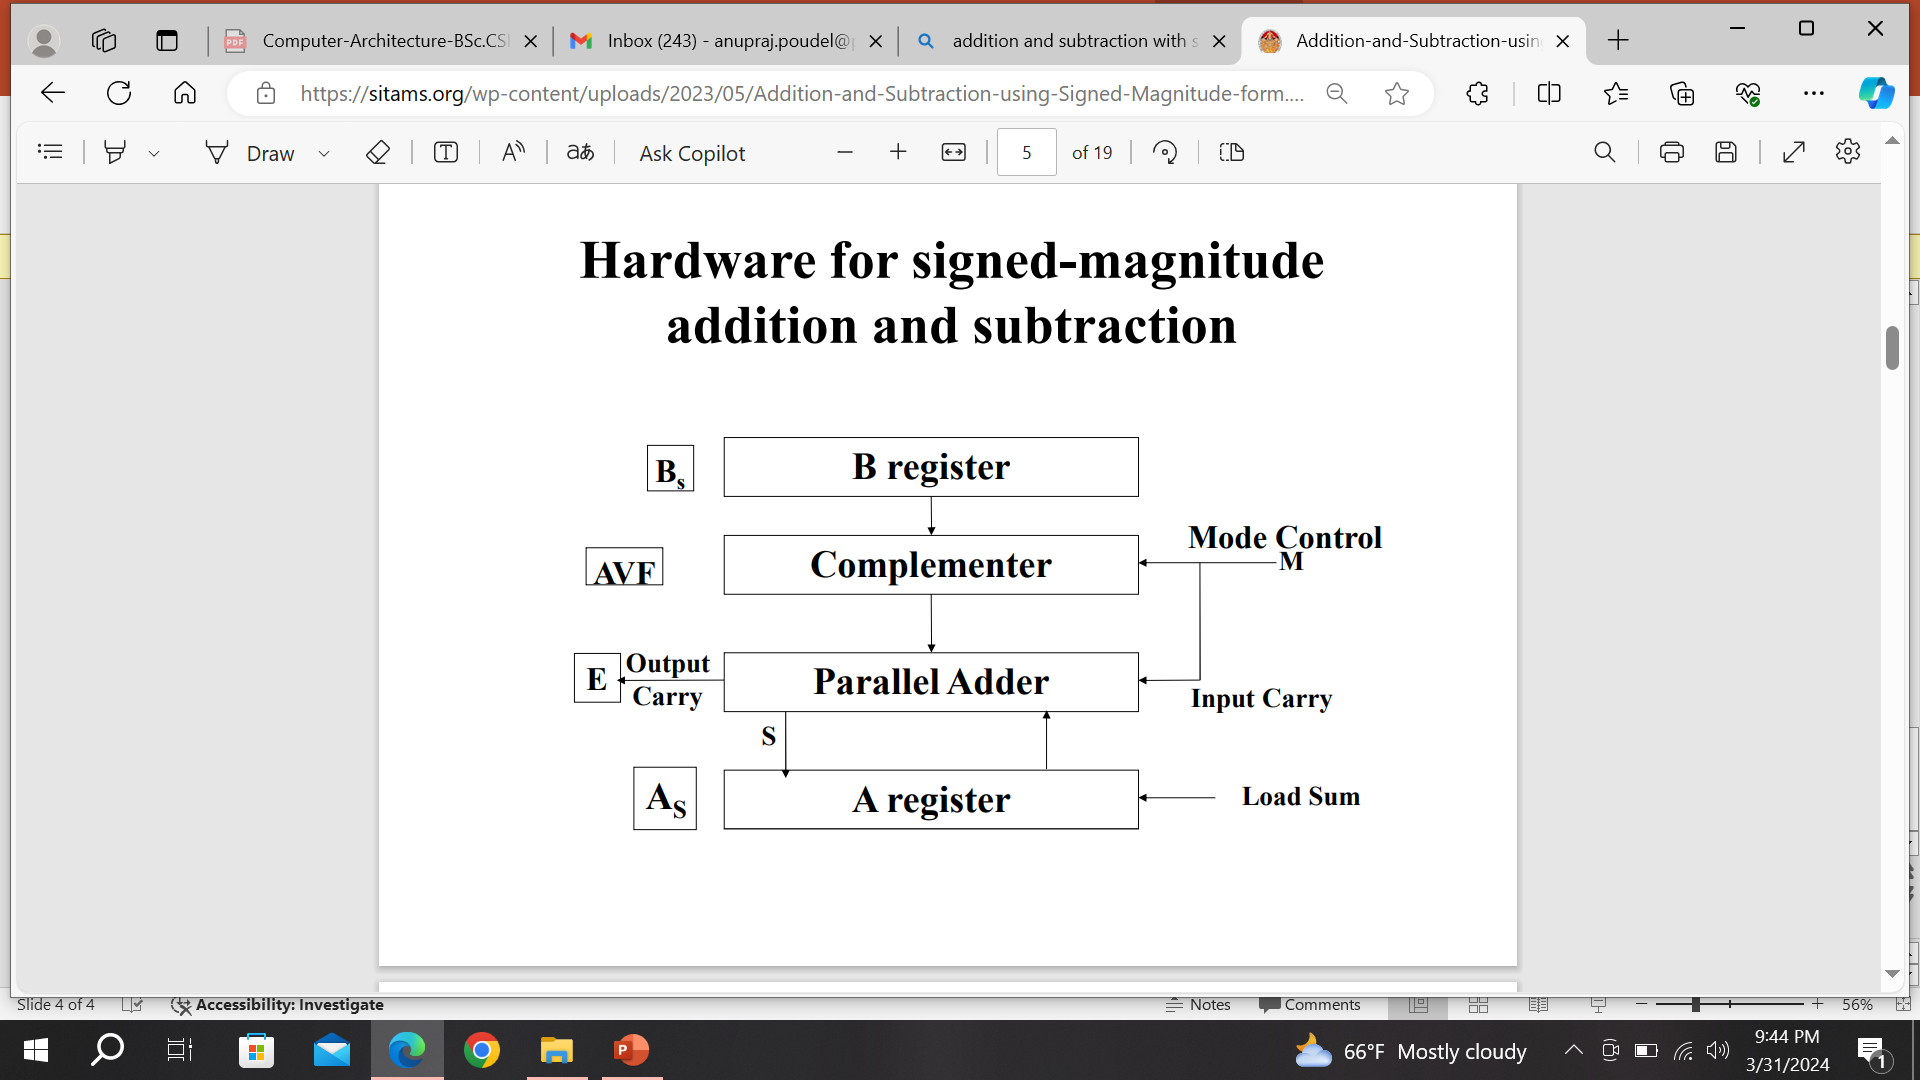 Computer-Architecture-BSc.CSI
Inbox (243) - anupraj.poudel@
addition and subtraction with s
Addition-and-Subtraction-usin
https://sitams.org/wp-content/uploads/2023/05/Addition-and-Subtraction-using-Signed-Magnitude-form....
Draw
Ask Copilot
5 of 19
Hardware for signed-magnitude
addition and subtraction
Bs
B register
Mode Control
M
AVF
Complementer
E
Output
Carry
Parallel Adder
Input Carry
S
As
A register
Load Sum
Slide 4 of 4
Accessibility: Investigate
Notes
Comments
56%
66°F Mostly cloudy
9:44 PM
3/31/2024
1